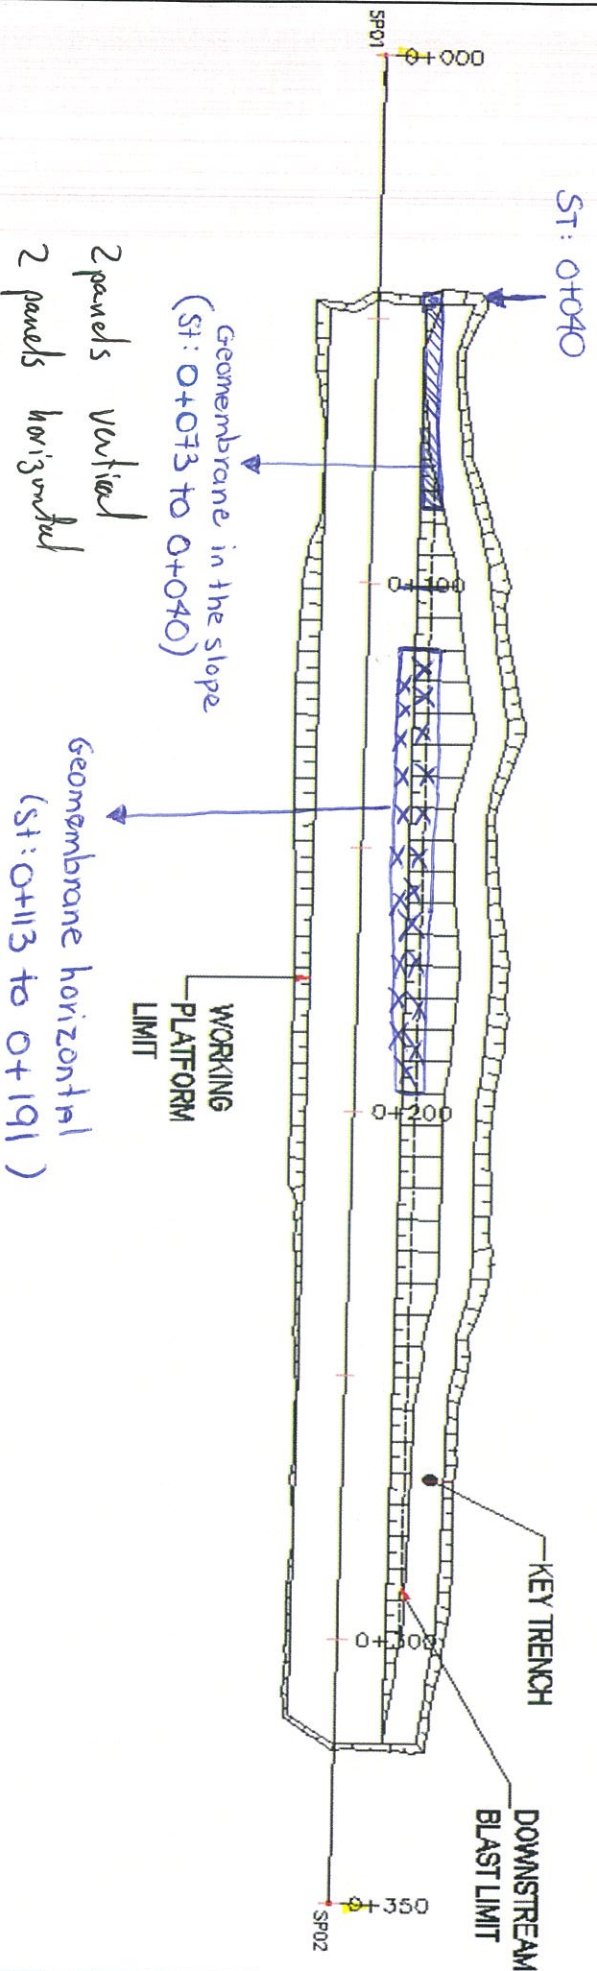 SP01
0+000
ST: 0+040
Geomembrane in the slope
(St: 0+073 to 0+040)
2 panels vertical
2 panels horizontal
0+100
Geomembrane horizontal
(St: 0+113 to 0+191)
WORKING
PLATFORM
LIMIT
0+200
KEY TRENCH
0+300
DOWNSTREAM
BLAST LIMIT
0+350
SP02